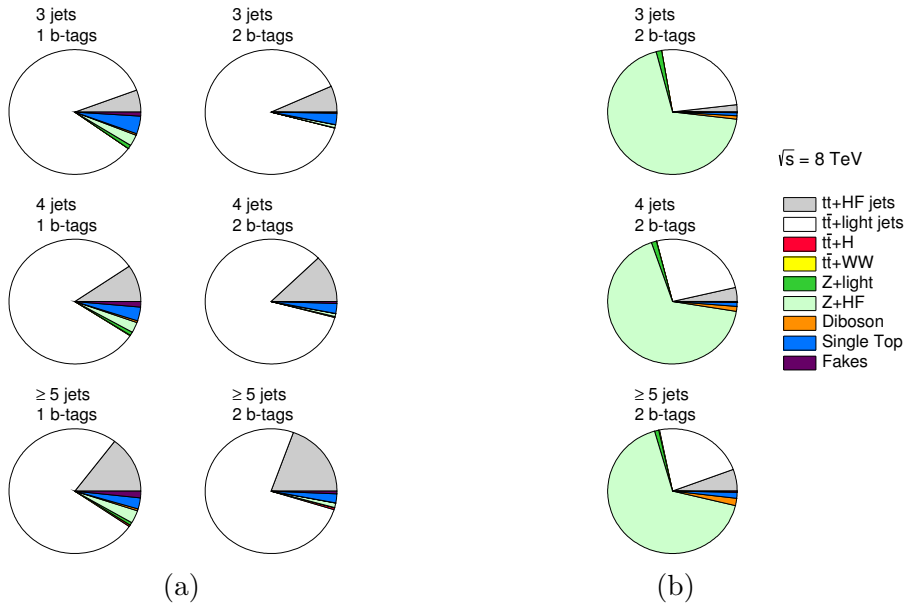 3 jets
1 b-tags
3 jets
2 b-tags
3 jets
2 b-tags
√s = 8 TeV
4 jets
1 b-tags
4 jets
2 b-tags
4 jets
2 b-tags
tt+HF jets
tt̄+light jets
tt̄+H
tt̄+WW
Z+light
Z+HF
Diboson
Single Top
Fakes
≥ 5 jets
1 b-tags
≥ 5 jets
2 b-tags
≥ 5 jets
2 b-tags
(a)
(b)